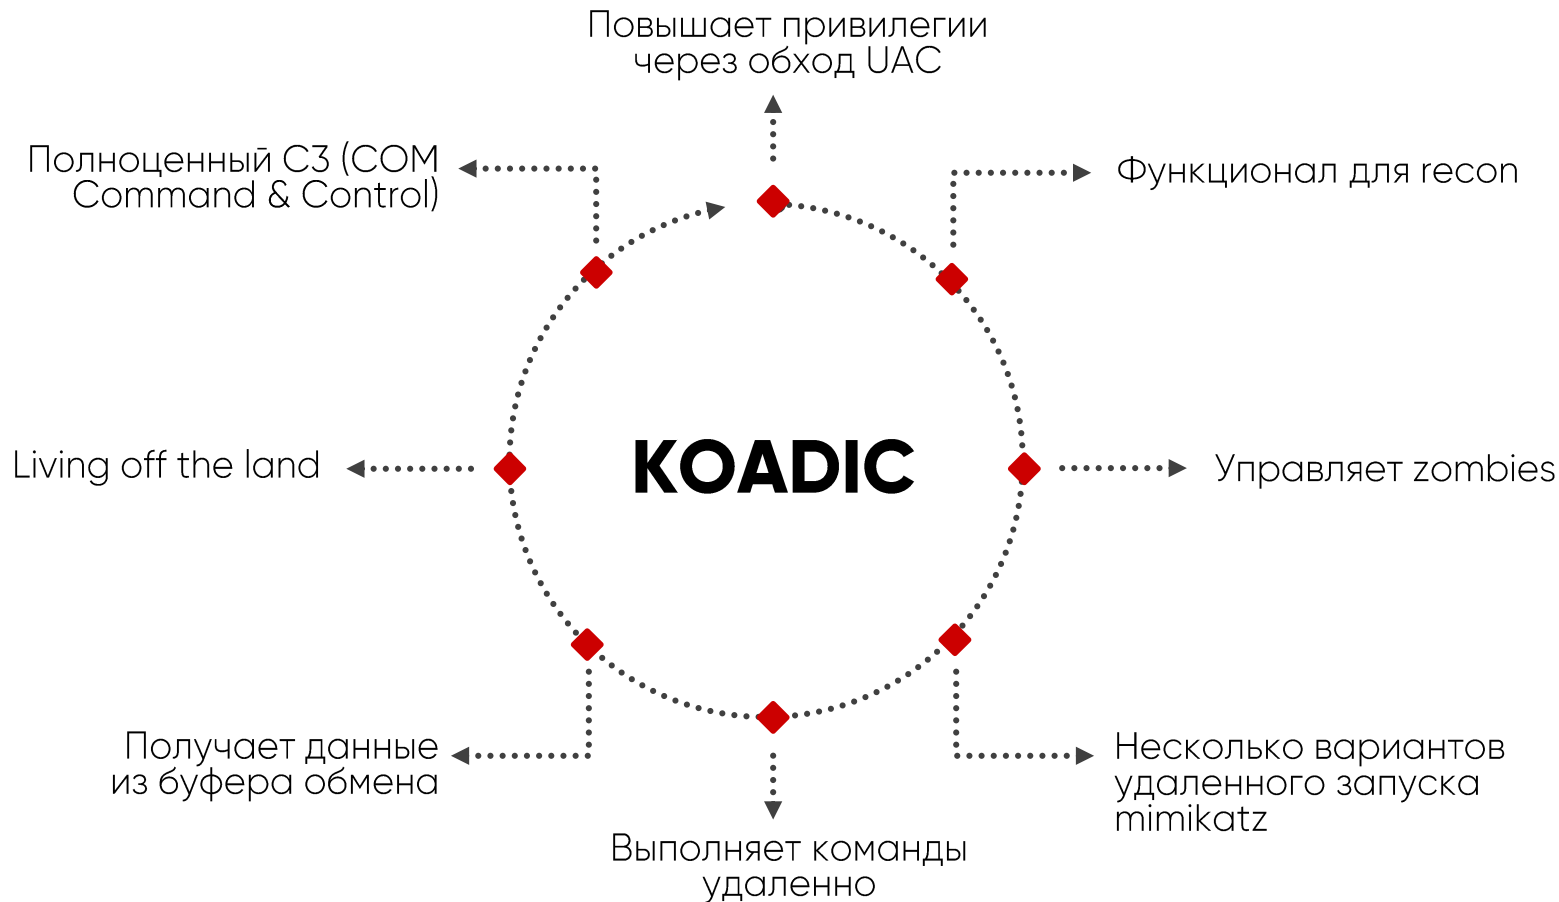 Повышает привилегии
через обход UAC
Функционал для recon
Управляет zombies
Несколько вариантов
удаленного запуска
mimikatz
Выполняет команды
удаленно
Получает данные
из буфера обмена
Living off the land
Полноценный C3 (COM
Command & Control)
KOADIC